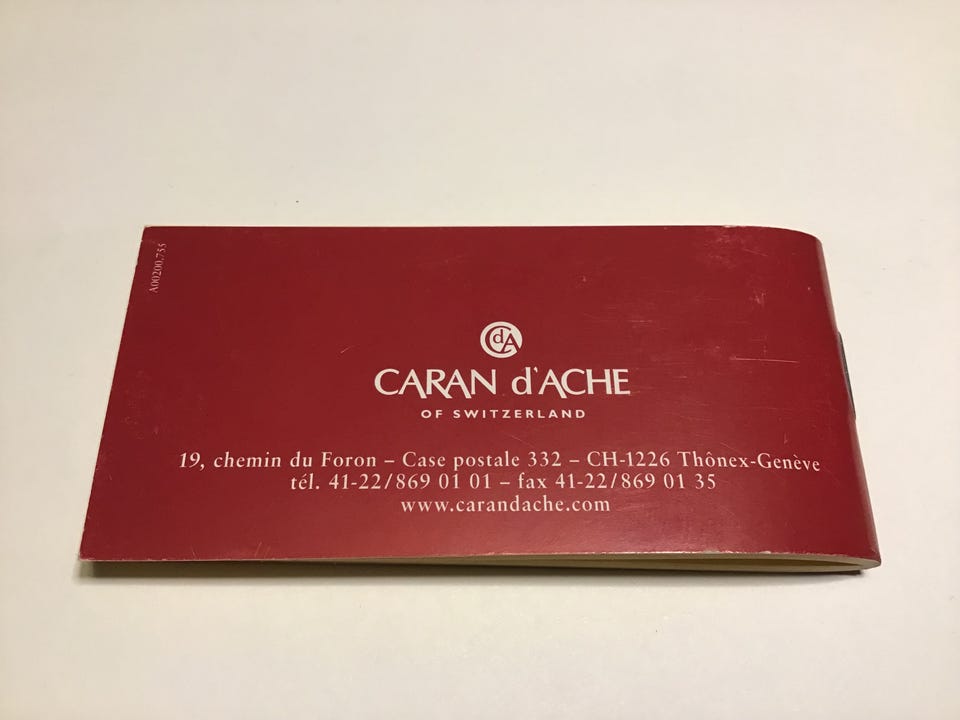 A00200.755
CdA
CARAN d'ACHE
OF SWITZERLAND
19, chemin du Foron – Case postale 332 – CH-1226 Thônex-Genève
tél. 41-22/869 01 01 – fax 41-22/869 01 35
www.carandache.com